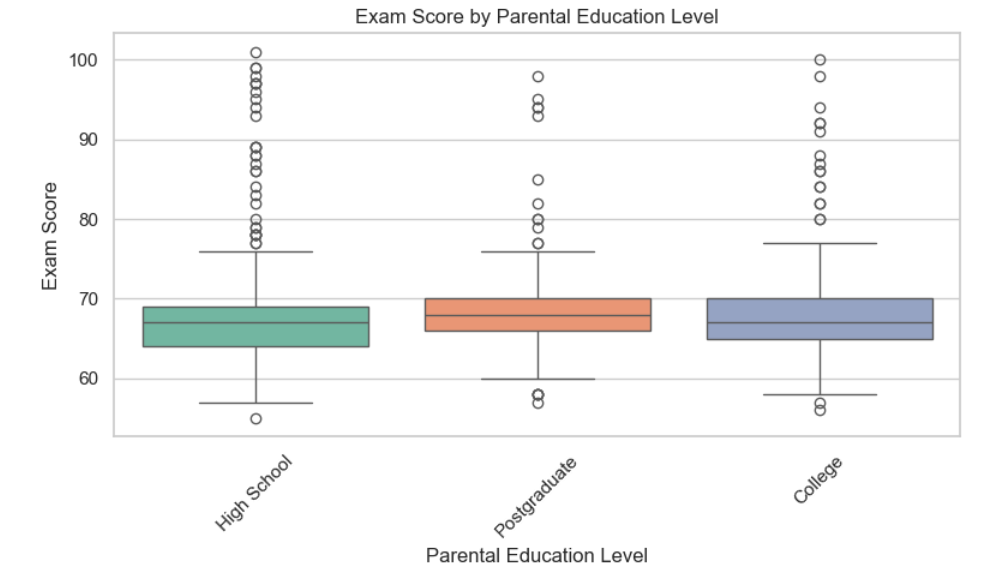 Exam Score by Parental Education Level
Exam Score
100
90
80
70
60
High School
Postgraduate
College
Parental Education Level